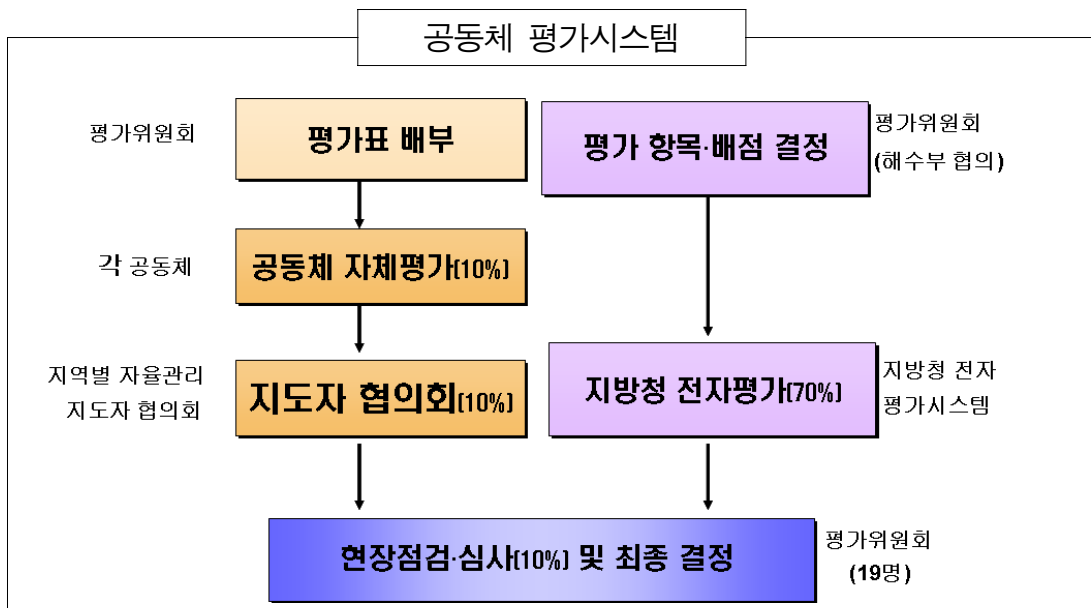 공동체 평가시스템
평가위원회
평가표 배부
평가 항목·배점 결정
평가위원회
(해수부 협의)
각 공동체
공동체 자체평가(10%)
지역별 자율관리
지도자 협의회
지도자 협의회(10%)
지방청 전자평가(70%)
지방청 전자
평가시스템
현장점검·심사(10%) 및 최종 결정
평가위원회
(19명)